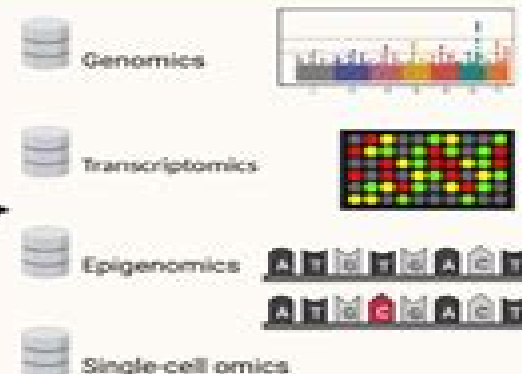 Genomics
Transcriptomics
Epigenomics
A T G T G A C T
A T G C G A C T
Single-cell omics